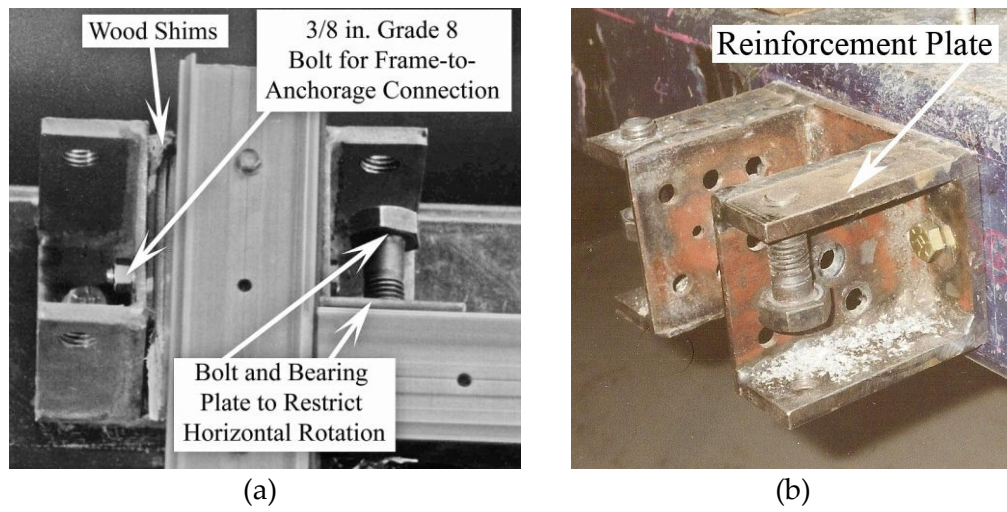 Wood Shims
3/8 in. Grade 8
Bolt for Frame-to-
Anchorage Connection
Bolt and Bearing
Plate to Restrict
Horizontal Rotation
Reinforcement Plate
(a)
(b)